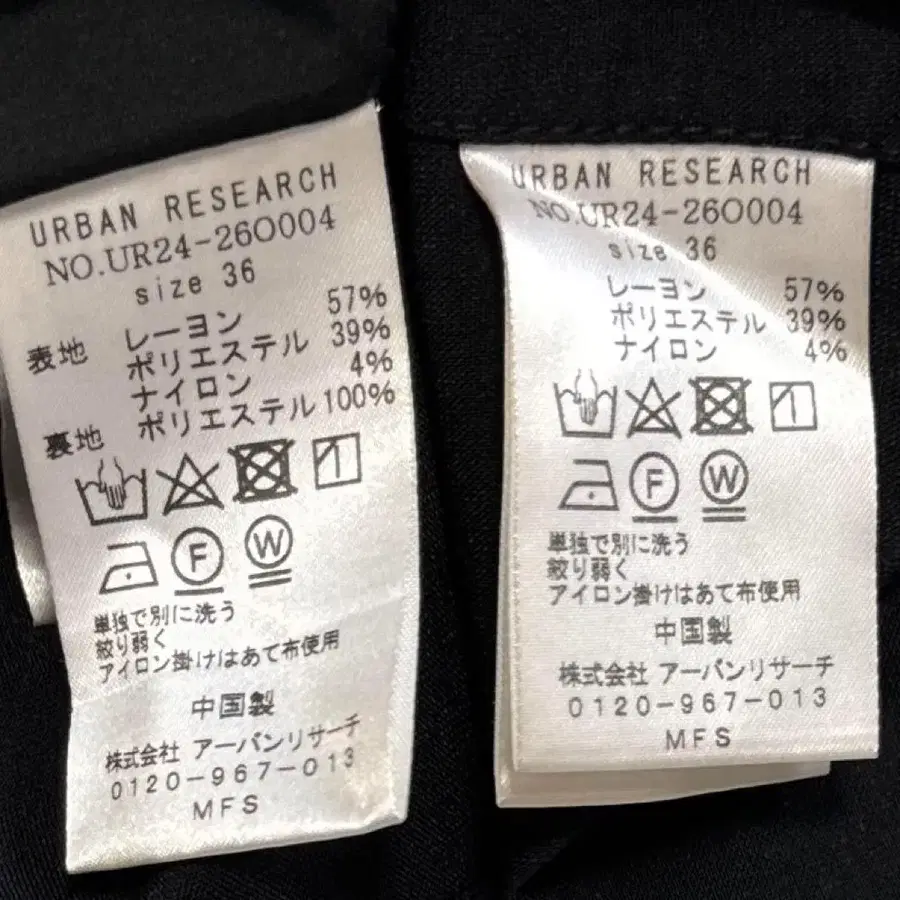 URBAN RESEARCH
NO.UR24-26O004
size 36
表地 レーヨン 57%
ポリエステル 39%
ナイロン 4%
裏地 ポリエステル 100%
F W
単独で別に洗う
絞り弱く
アイロン掛けはあて布使用
中国製
株式会社 アーバンリサーチ
0120-967-013
MFS
URBAN RESEARCH
NO.UR24-26O004
size 36
レーヨン 57%
ポリエステル 39%
ナイロン 4%
F W
単独で別に洗う
絞り弱く
アイロン掛けはあて布使用
中国製
株式会社 アーバンリサーチ
0120-967-013
MFS